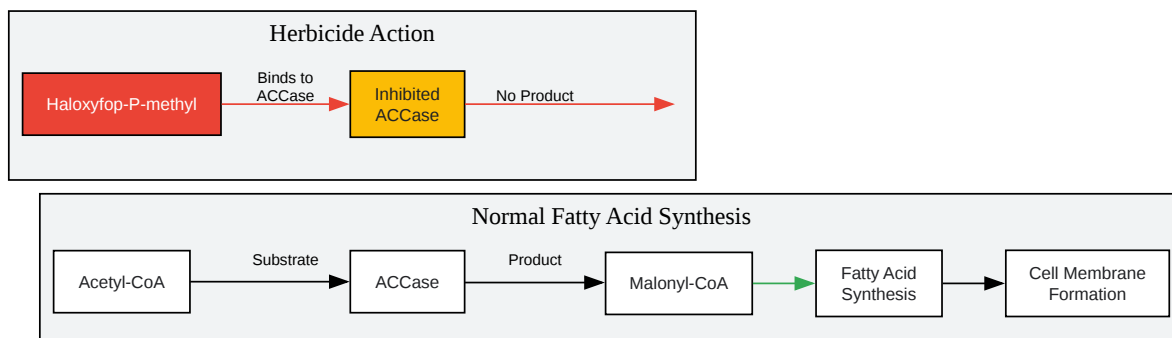 Herbicide Action
Haloxyfop-P-methyl
Binds to
ACCase
Inhibited
ACCase
No Product
Normal Fatty Acid Synthesis
Acetyl-CoA
Substrate
ACCase
Product
Malonyl-CoA
Fatty Acid
Synthesis
Cell Membrane
Formation